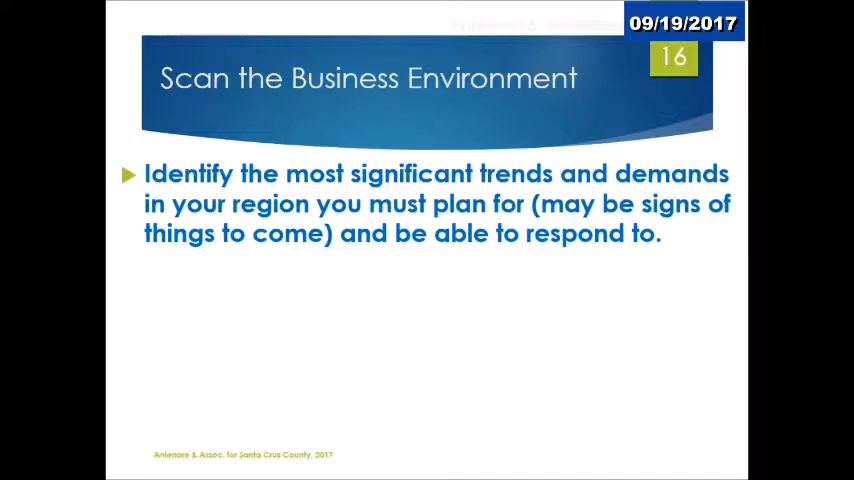 09/19/2017
16
Scan the Business Environment
Identify the most significant trends and demands
in your region you must plan for (may be signs of
things to come) and be able to respond to.
Antenore & Assoc. for Santa Cruz County, 2017